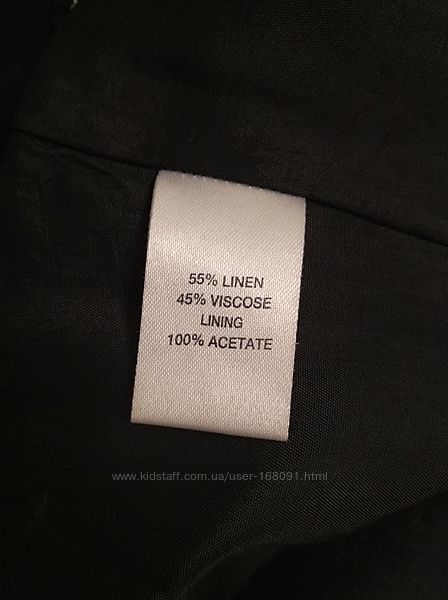 55% LINEN
45% VISCOSE
LINING
100% ACETATE
www.kidstaff.com.ua/user-168091.html